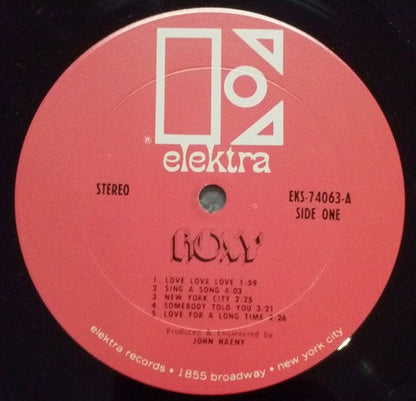 elektra
®
STEREO
EKS-74063-A
SIDE ONE
ROXY
1 LOVE LOVE LOVE 1:59
2 SING A SONG 4:03
3 NEW YORK CITY 2:25
4 SOMEBODY TOLD YOU 3:21
5 LOVE FOR A LONG TIME 2:26
Produced & Engineered by
JOHN HAENY
elektra records • 1855 broadway • new york city